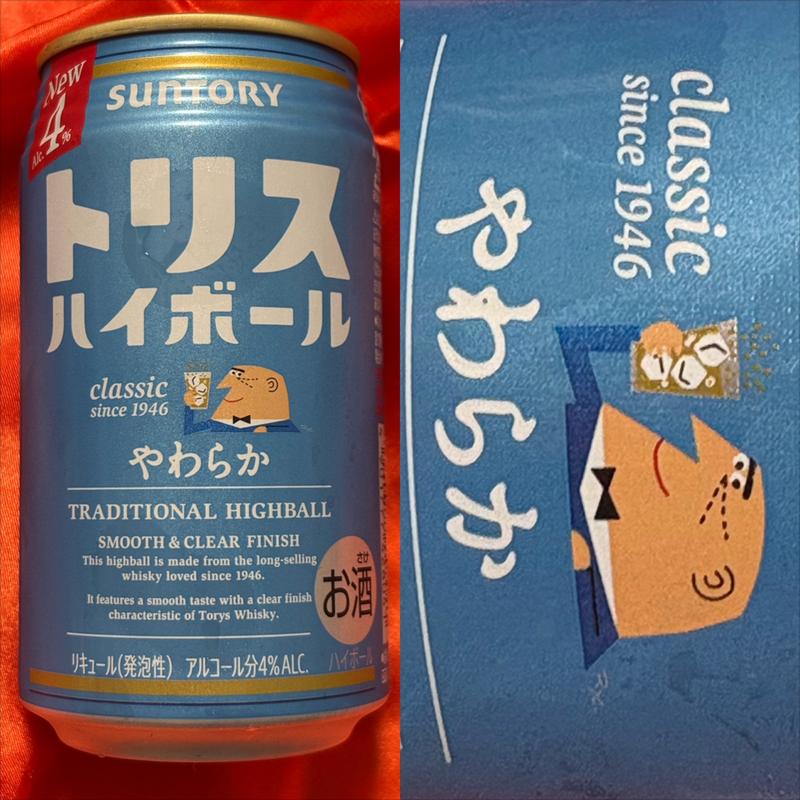 New
Alc. 4%
SUNTORY
トリス
ハイボール
classic
since 1946
やわらか
TRADITIONAL HIGHBALL
SMOOTH & CLEAR FINISH
This highball is made from the long-selling
whisky loved since 1946.
It features a smooth taste with a clear finish
characteristic of Torys Whisky.
さけ
お酒
リキュール(発泡性) アルコール分4%ALC.
ハイボール
classic
since 1946
やわらか